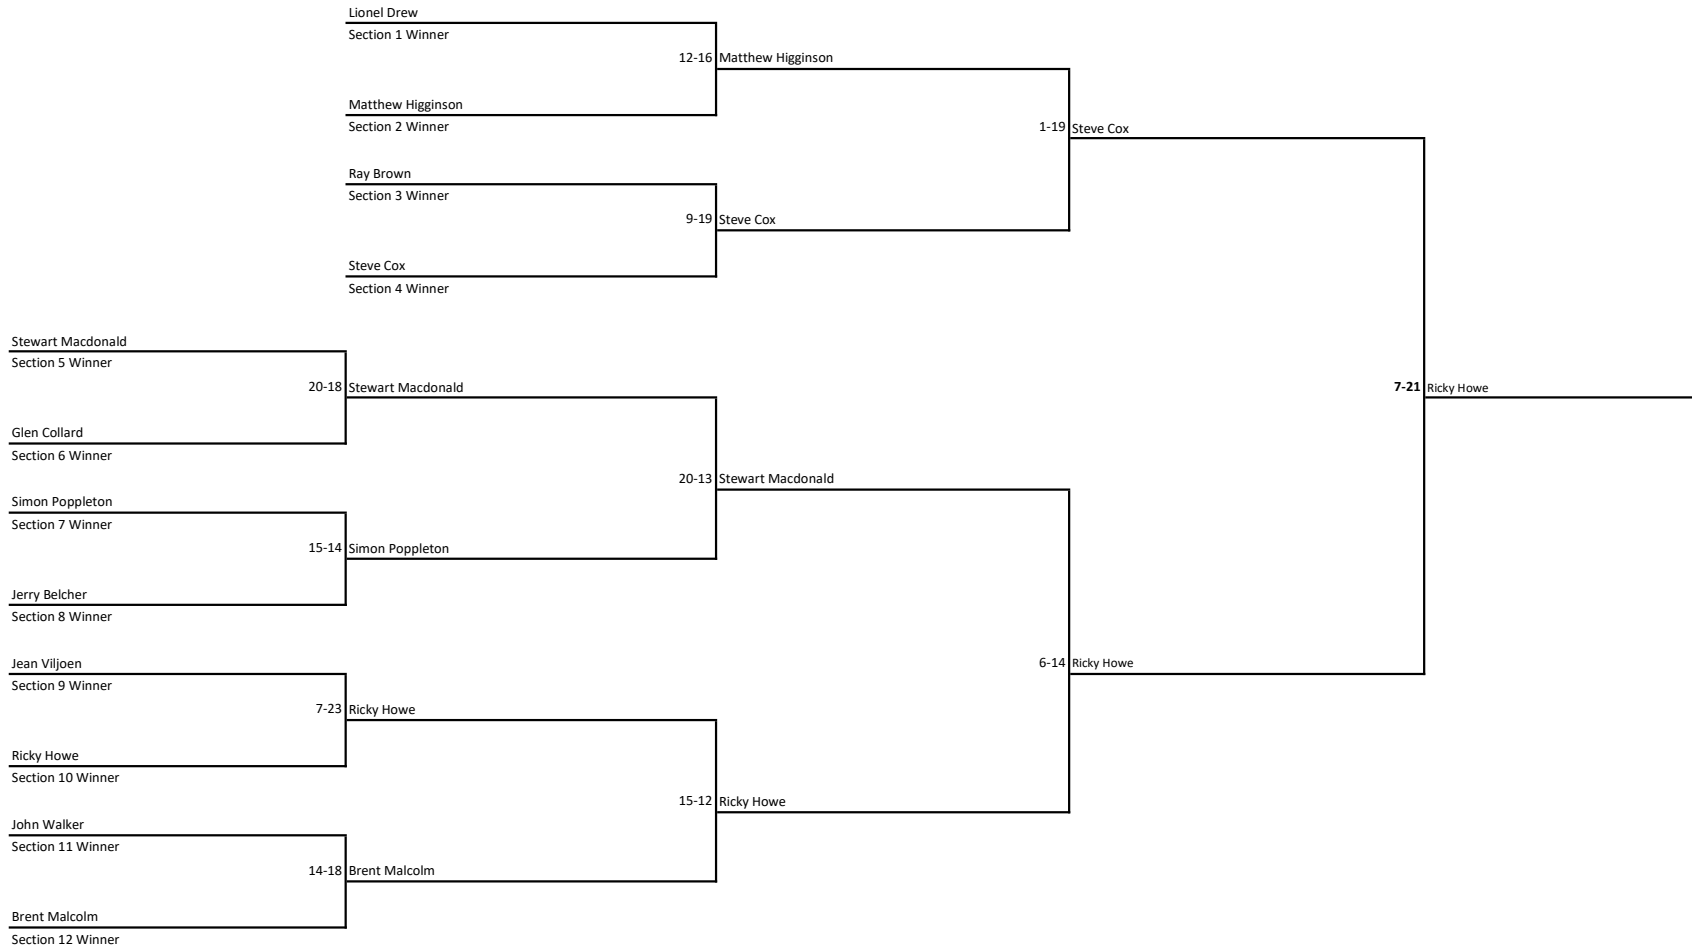 Lionel Drew
Section 1 Winner
12-16 Matthew Higginson
Matthew Higginson
Section 2 Winner
1-19 Steve Cox
Ray Brown
Section 3 Winner
9-19 Steve Cox
Steve Cox
Section 4 Winner
Stewart Macdonald
Section 5 Winner
20-18 Stewart Macdonald
7-21 Ricky Howe
Glen Collard
Section 6 Winner
20-13 Stewart Macdonald
Simon Poppleton
Section 7 Winner
15-14 Simon Poppleton
Jerry Belcher
Section 8 Winner
Jean Viljoen
6-14 Ricky Howe
Section 9 Winner
7-23 Ricky Howe
Ricky Howe
Section 10 Winner
15-12 Ricky Howe
John Walker
Section 11 Winner
14-18 Brent Malcolm
Brent Malcolm
Section 12 Winner